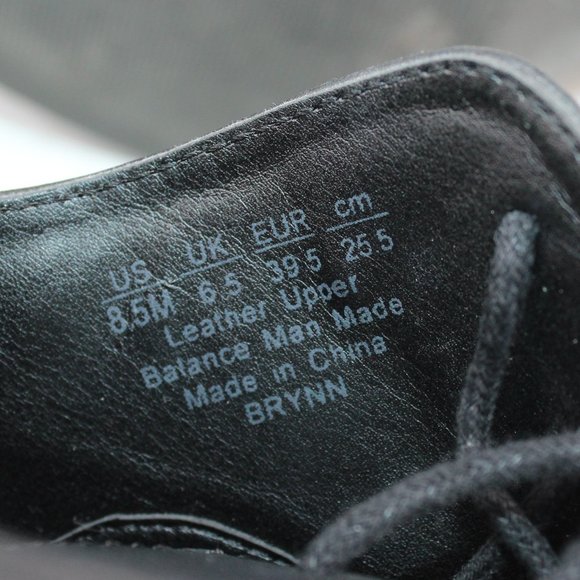 US UK EUR cm
8.5M 6.5 39.5 25.5
Leather Upper
Balance Man Made
Made in China
BRYNN